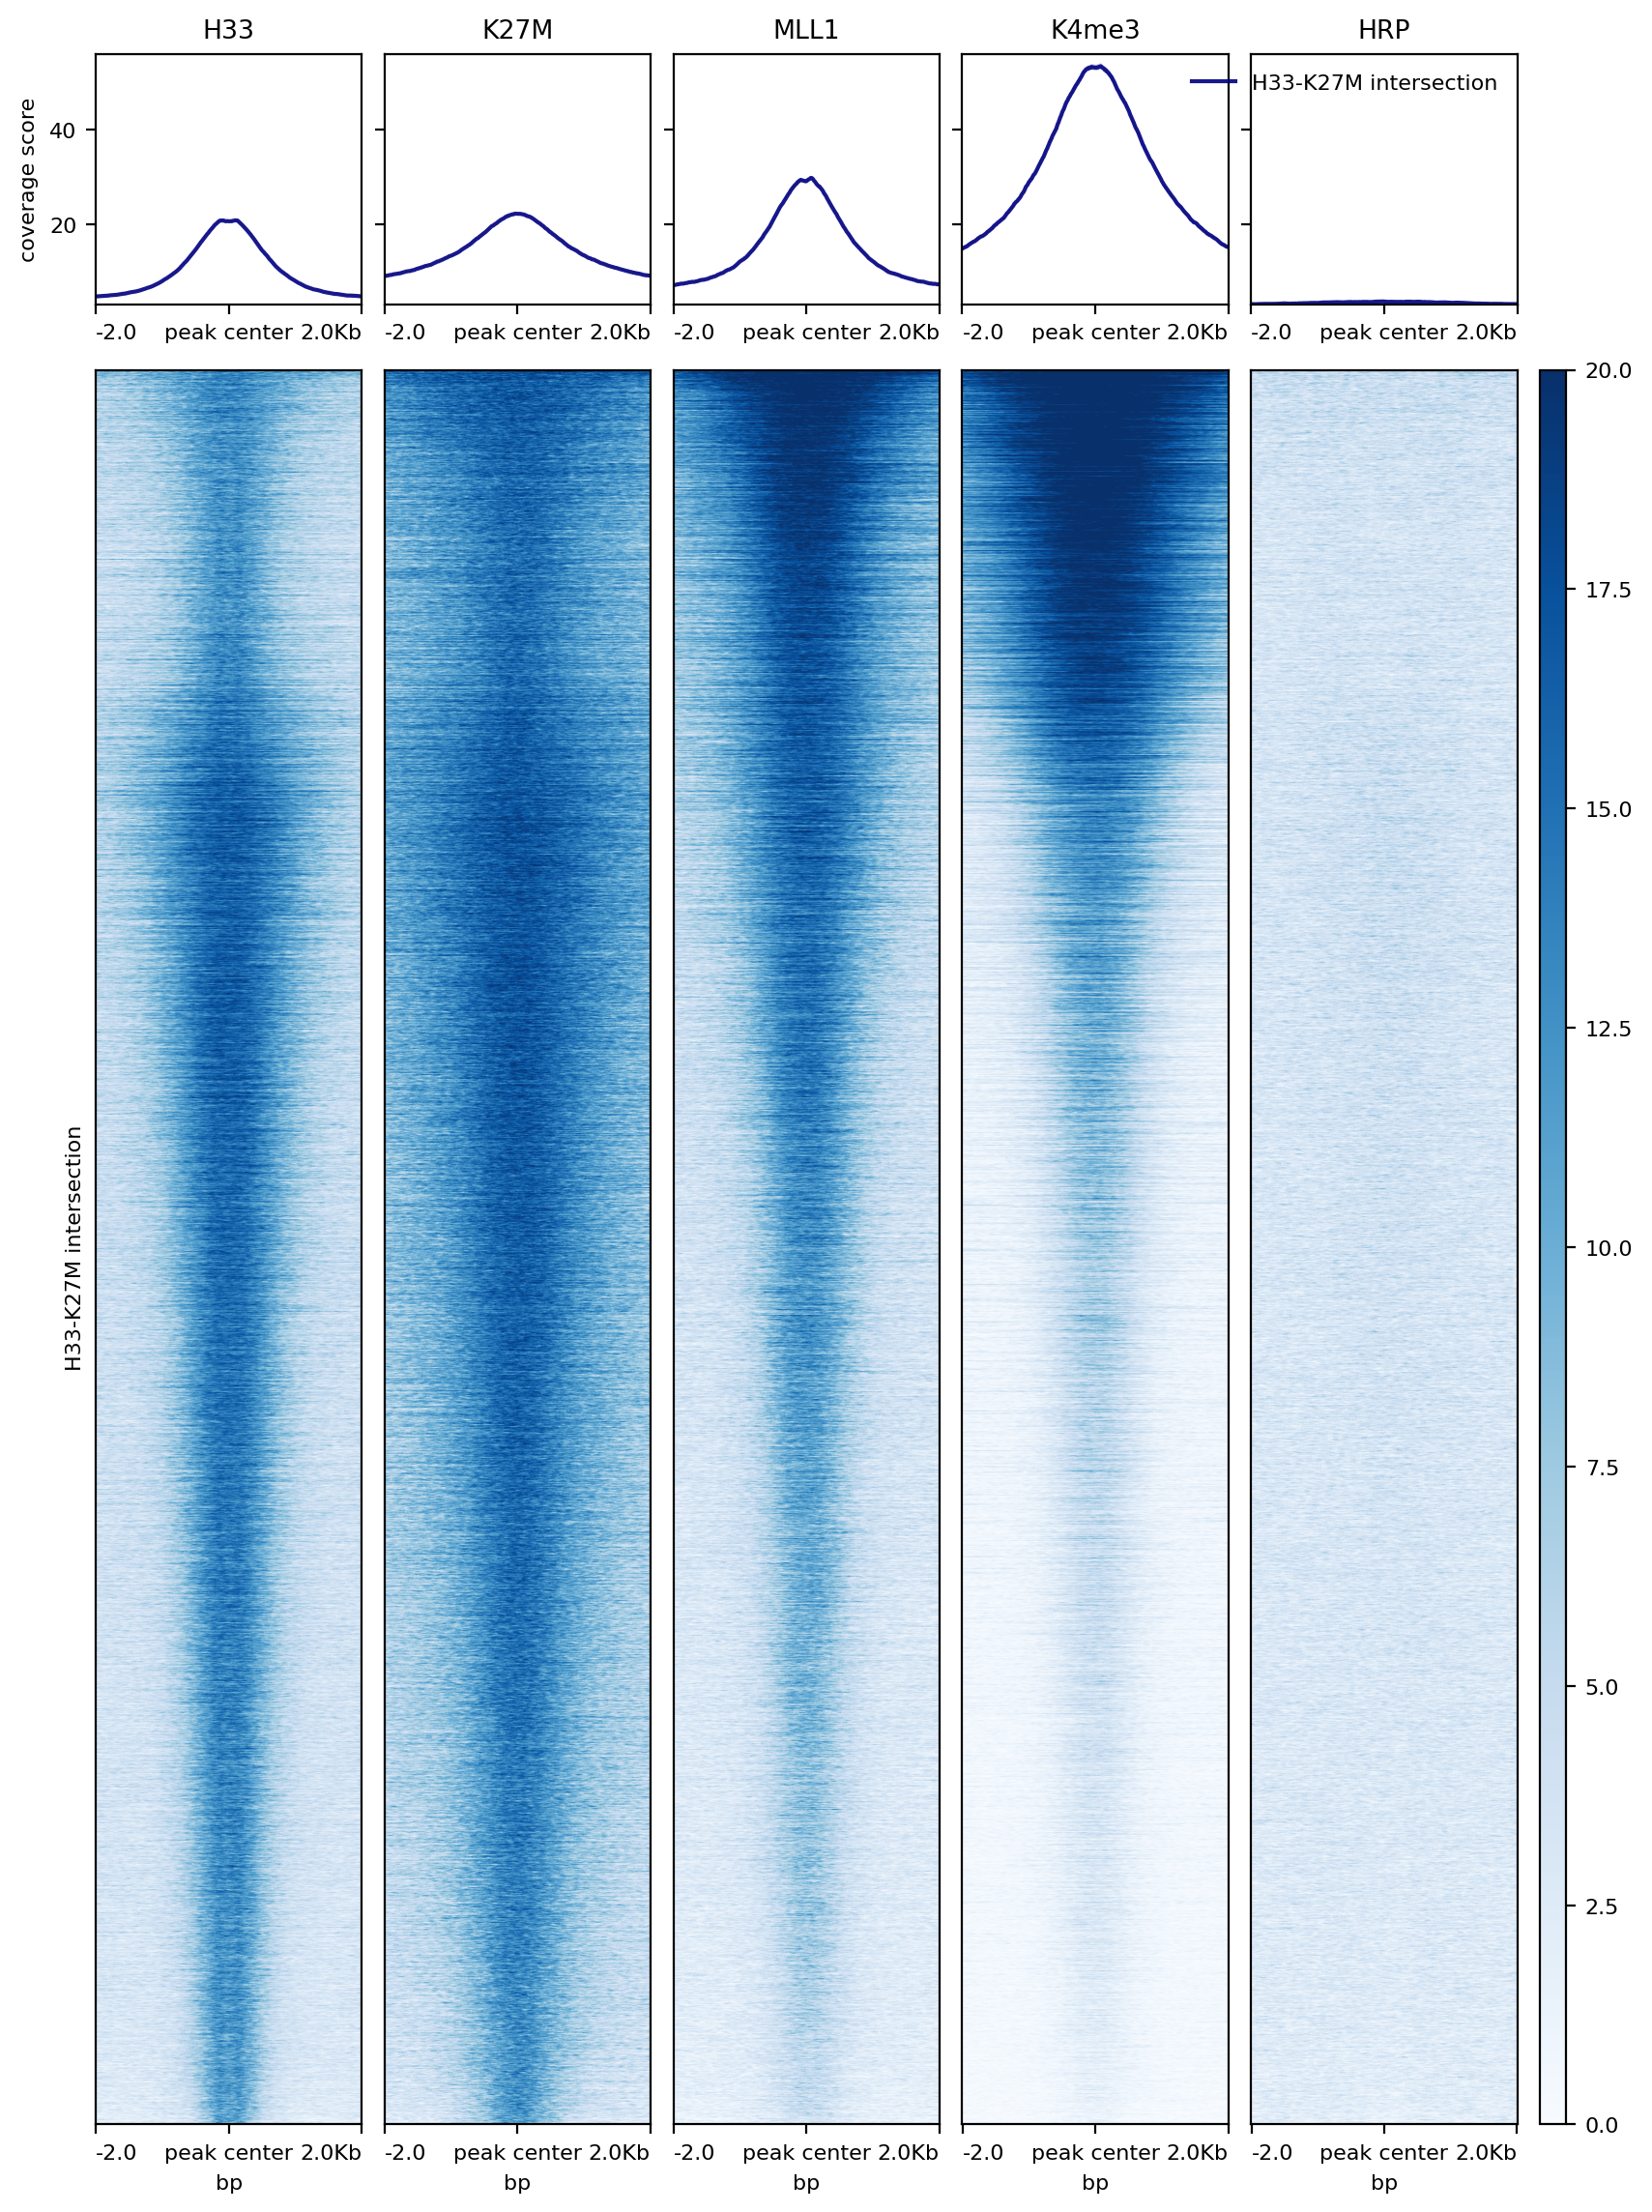 H33 K27M MLL1 K4me3 HRP
coverage score
40
20
H33-K27M intersection
-2.0 peak center 2.0Kb -2.0 peak center 2.0Kb -2.0 peak center 2.0Kb -2.0 peak center 2.0Kb -2.0 peak center 2.0Kb
H33-K27M intersection
20.0
17.5
15.0
12.5
10.0
7.5
5.0
2.5
0.0
-2.0 peak center 2.0Kb -2.0 peak center 2.0Kb -2.0 peak center 2.0Kb -2.0 peak center 2.0Kb -2.0 peak center 2.0Kb
bp bp bp bp bp